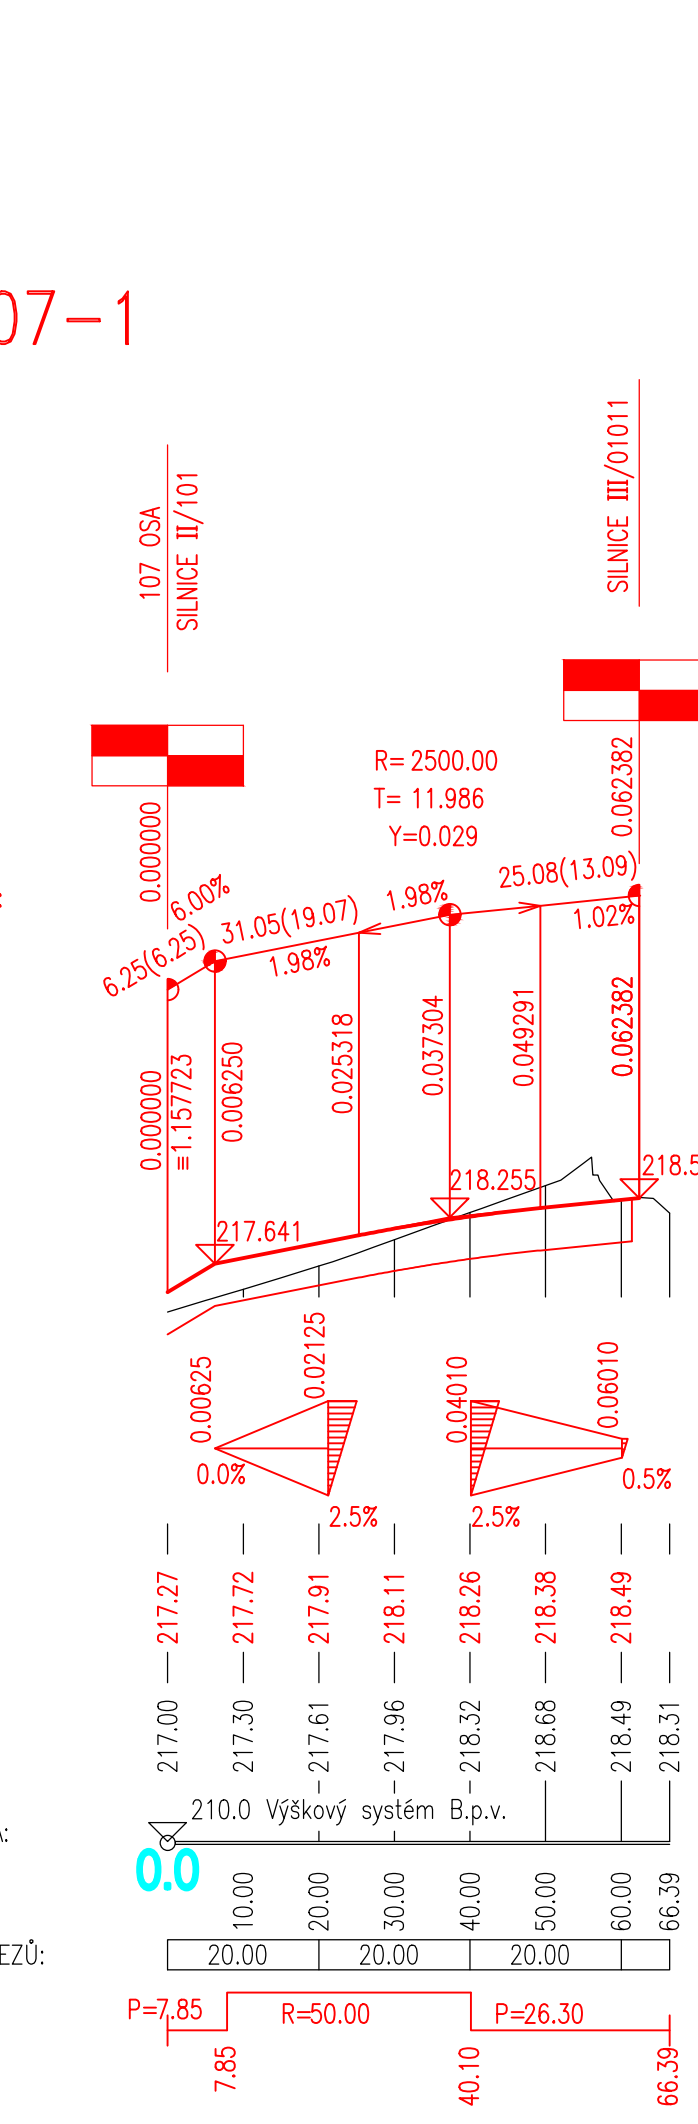 07-1
107 OSA
SILNICE II/101
SILNICE III/01011
R= 2500.00
T= 11.986
Y=0.029
0.000000
0.062382
6.00%
6.25(6.25)
31.05(19.07)
1.98%
1.98%
25.08(13.09)
1.02%
0.000000
≡1.157723
0.006250
0.025318
0.037304
0.049291
0.062382
217.641
218.255
218.5
0.00625
0.02125
0.04010
0.06010
0.0%
2.5%
2.5%
0.5%
217.27 217.72 217.91 218.11 218.26 218.38 218.49
217.00 217.30 217.61 217.96 218.32 218.68 218.49 218.31
210.0 Výškový systém B.p.v.
0.0
10.00 20.00 30.00 40.00 50.00 60.00 66.39
EZŮ: 20.00 20.00 20.00
P=7.85 R=50.00 P=26.30
7.85 40.10 66.39